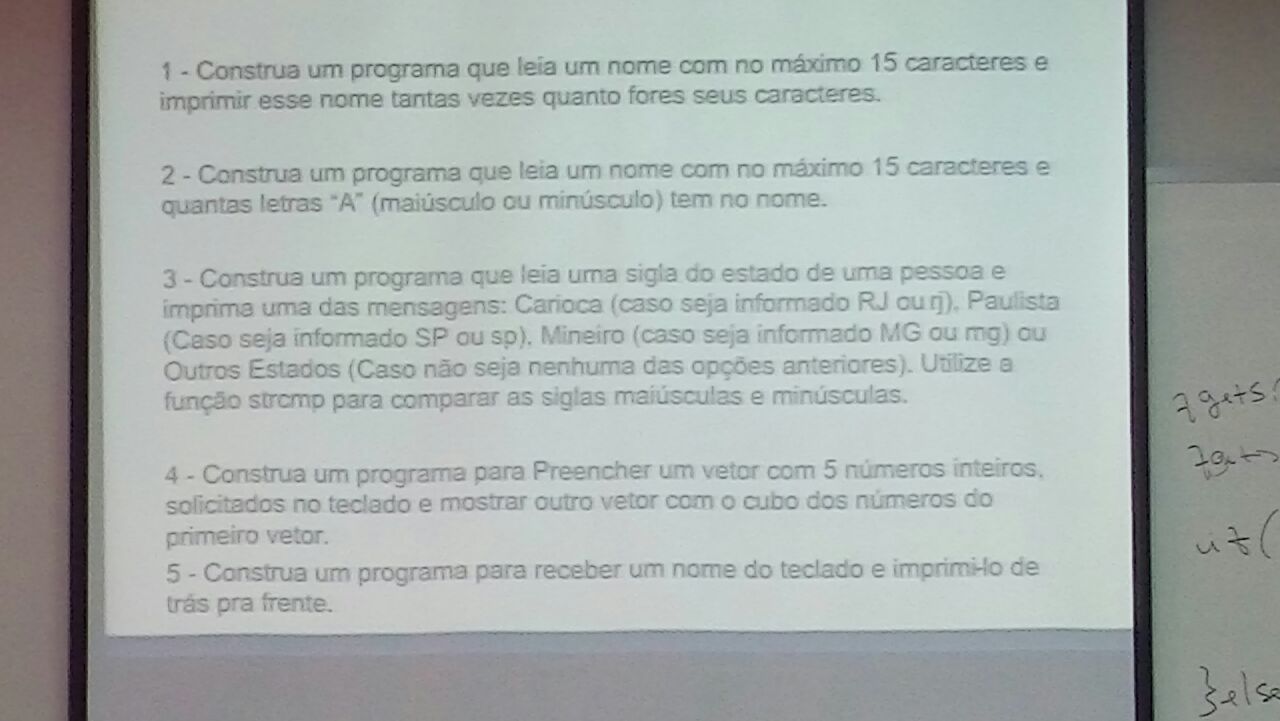 1 - Construa um programa que leia um nome com no máximo 15 caracteres e
imprimir esse nome tantas vezes quanto fores seus caracteres.
2 - Construa um programa que leia um nome com no máximo 15 caracteres e
quantas letras “A” (maiúsculo ou minúsculo) tem no nome.
3 - Construa um programa que leia uma sigla do estado de uma pessoa e
imprima uma das mensagens: Carioca (caso seja informado RJ ou rj), Paulista
(Caso seja informado SP ou sp), Mineiro (caso seja informado MG ou mg) ou
Outros Estados (Caso não seja nenhuma das opções anteriores). Utilize a
função strcmp para comparar as siglas maiúsculas e minúsculas.
4 - Construa um programa para Preencher um vetor com 5 números inteiros,
solicitados no teclado e mostrar outro vetor com o cubo dos números do
primeiro vetor.
5 - Construa um programa para receber um nome do teclado e imprimi-lo de
trás pra frente.
gets
}else